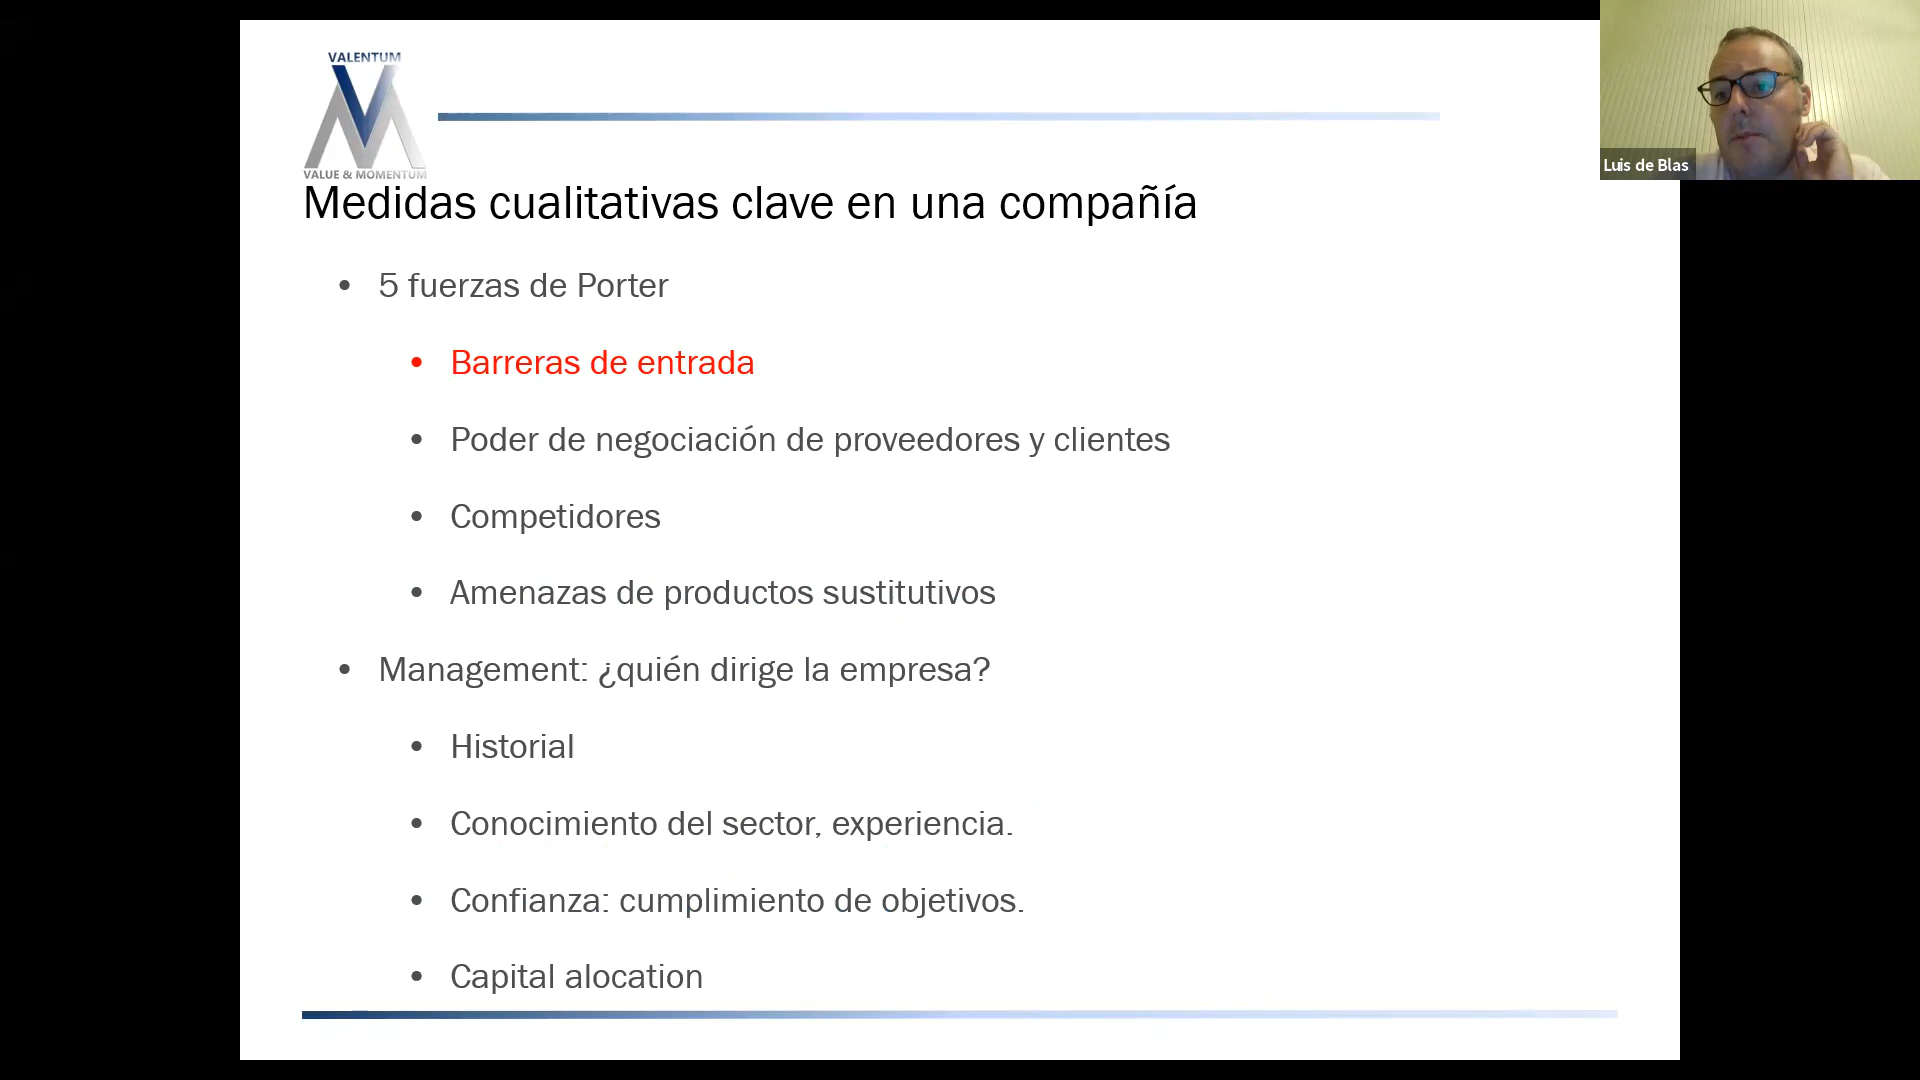 VALENTUM
VALUE & MOMENTUM
Luis de Blas
Medidas cualitativas clave en una compañía
• 5 fuerzas de Porter
• Barreras de entrada
• Poder de negociación de proveedores y clientes
• Competidores
• Amenazas de productos sustitutivos
• Management: ¿quién dirige la empresa?
• Historial
• Conocimiento del sector, experiencia.
• Confianza: cumplimiento de objetivos.
• Capital alocation